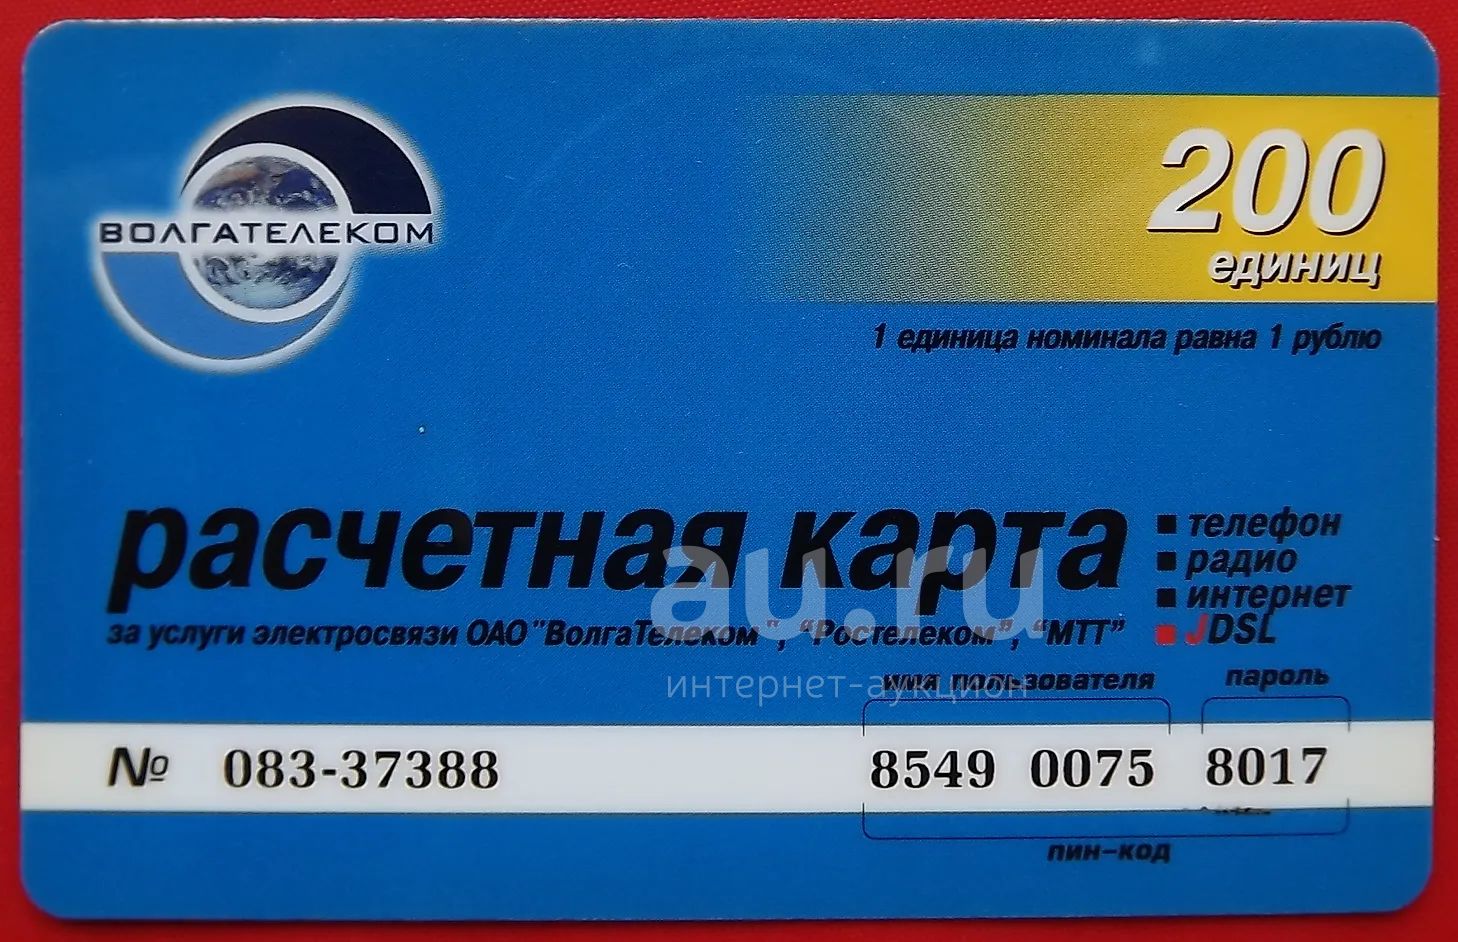 ВОЛГАТЕЛЕКОМ
200
единиц
1 единица номинала равна 1 рублю
расчетная карта
за услуги электросвязи ОАО "ВолгаТелеком", "Ростелеком", "МТТ"
телефон
радио
интернет
JDSL
au.ru
интернет-аукцион
имя пользователя
пароль
№ 083-37388 8549 0075 8017
пин-код